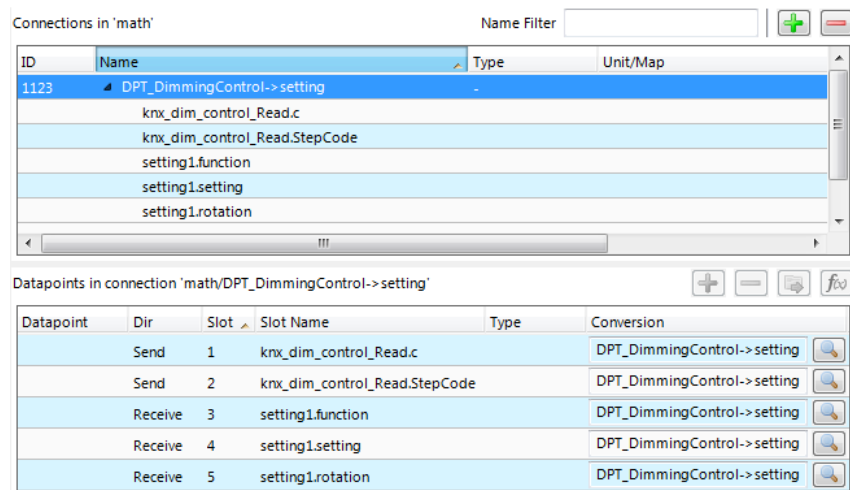 Connections in 'math' Name Filter
ID Name Type Unit/Map
1123 DPT_DimmingControl->setting -
knx_dim_control_Read.c
knx_dim_control_Read.StepCode
setting1.function
setting1.setting
setting1.rotation
Datapoints in connection 'math/DPT_DimmingControl->setting' f(x)
Datapoint Dir Slot Slot Name Type Conversion
Send 1 knx_dim_control_Read.c DPT_DimmingControl->setting
Send 2 knx_dim_control_Read.StepCode DPT_DimmingControl->setting
Receive 3 setting1.function DPT_DimmingControl->setting
Receive 4 setting1.setting DPT_DimmingControl->setting
Receive 5 setting1.rotation DPT_DimmingControl->setting